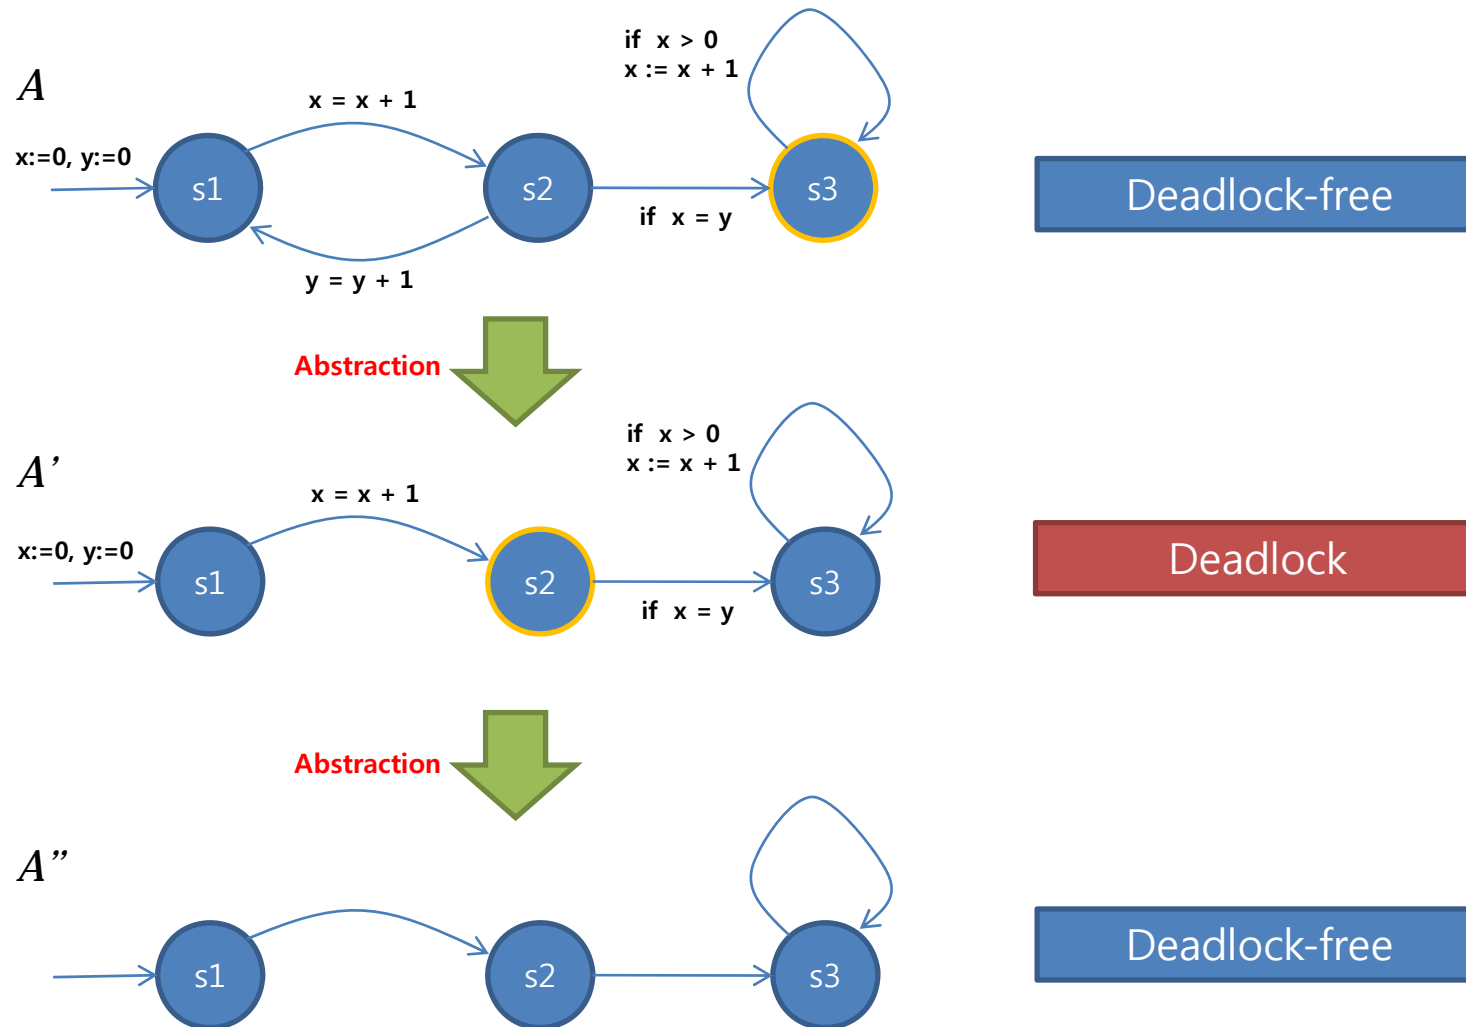 A
x:=0, y:=0
x = x + 1
if x > 0
x := x + 1
s1
s2
s3
if x = y
y = y + 1
Deadlock-free
Abstraction
A’
x:=0, y:=0
x = x + 1
if x > 0
x := x + 1
s1
s2
s3
if x = y
Deadlock
Abstraction
A”
s1
s2
s3
Deadlock-free